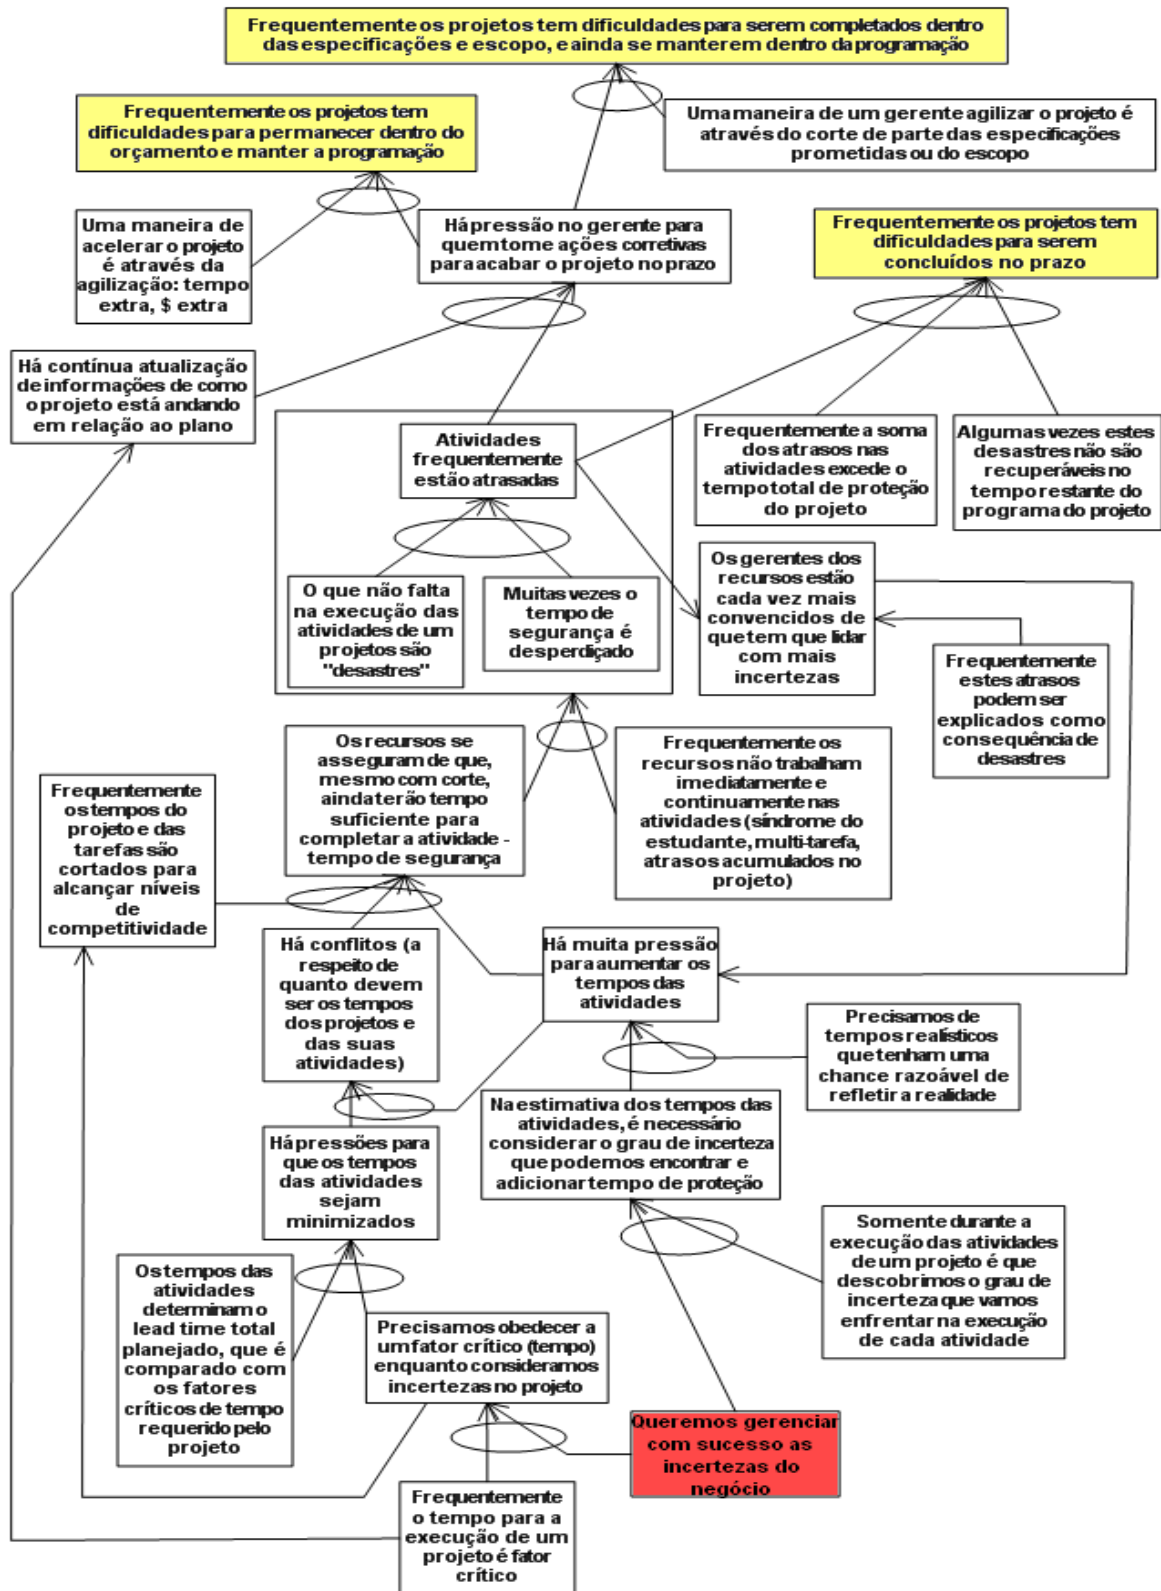 Frequentemente os projetos tem dificuldades para serem completados dentro
das especificações e escopo, e ainda se manterem dentro da programação
Frequentemente os projetos tem
dificuldades para permanecer dentro do
orçamento e manter a programação
Uma maneira de um gerente agilizar o projeto é
através do corte de parte das especificações
prometidas ou do escopo
Uma maneira de
acelerar o projeto
é através da
agilização: tempo
extra, $ extra
Há pressão no gerente para
quem tome ações corretivas
para acabar o projeto no prazo
Frequentemente os projetos tem
dificuldades para serem
concluídos no prazo
Há contínua atualização
de informações de como
o projeto está andando
em relação ao plano
Atividades
frequentemente
estão atrasadas
Frequentemente a soma
dos atrasos nas
atividades excede o
tempo total de proteção
do projeto
Algumas vezes estes
desastres não são
recuperáveis no
tempo restante do
programa do projeto
O que não falta
na execução das
atividades de um
projetos são
"desastres"
Muitas vezes o
tempo de
segurança é
desperdiçado
Os gerentes dos
recursos estão
cada vez mais
convencidos de
que tem que lidar
com mais
incertezas
Frequentemente
estes atrasos
podem ser
explicados como
consequência de
desastres
Os recursos se
asseguram de que,
mesmo com corte,
ainda terão tempo
suficiente para
completar a atividade -
tempo de segurança
Frequentemente os
recursos não trabalham
imediatamente e
continuamente nas
atividades (síndrome do
estudante, multi-tarefa,
atrasos acumulados no
projeto)
Frequentemente
os tempos do
projeto e das
tarefas são
cortados para
alcançar níveis
de
competitividade
Há conflitos (a
respeito de
quanto devem
ser os tempos
dos projetos e
das suas
atividades)
Há muita pressão
para aumentar os
tempos das
atividades
Precisamos de
tempos realísticos
que tenham uma
chance razoável de
refletir a realidade
Na estimativa dos tempos das
atividades, é necessário
considerar o grau de incerteza
que podemos encontrar e
adicionar tempo de proteção
Há pressões para
que os tempos
das atividades
sejam
minimizados
Somente durante a
execução das atividades
de um projeto é que
descobrimos o grau de
incerteza que vamos
enfrentar na execução
de cada atividade
Os tempos das
atividades
determinam o
lead time total
planejado, que é
comparado com
os fatores
críticos de tempo
requerido pelo
projeto
Precisamos obedecer a
um fator crítico (tempo)
enquanto consideramos
incertezas no projeto
Queremos gerenciar
com sucesso as
incertezas do
negócio
Frequentemente
o tempo para a
execução de um
projeto é fator
crítico